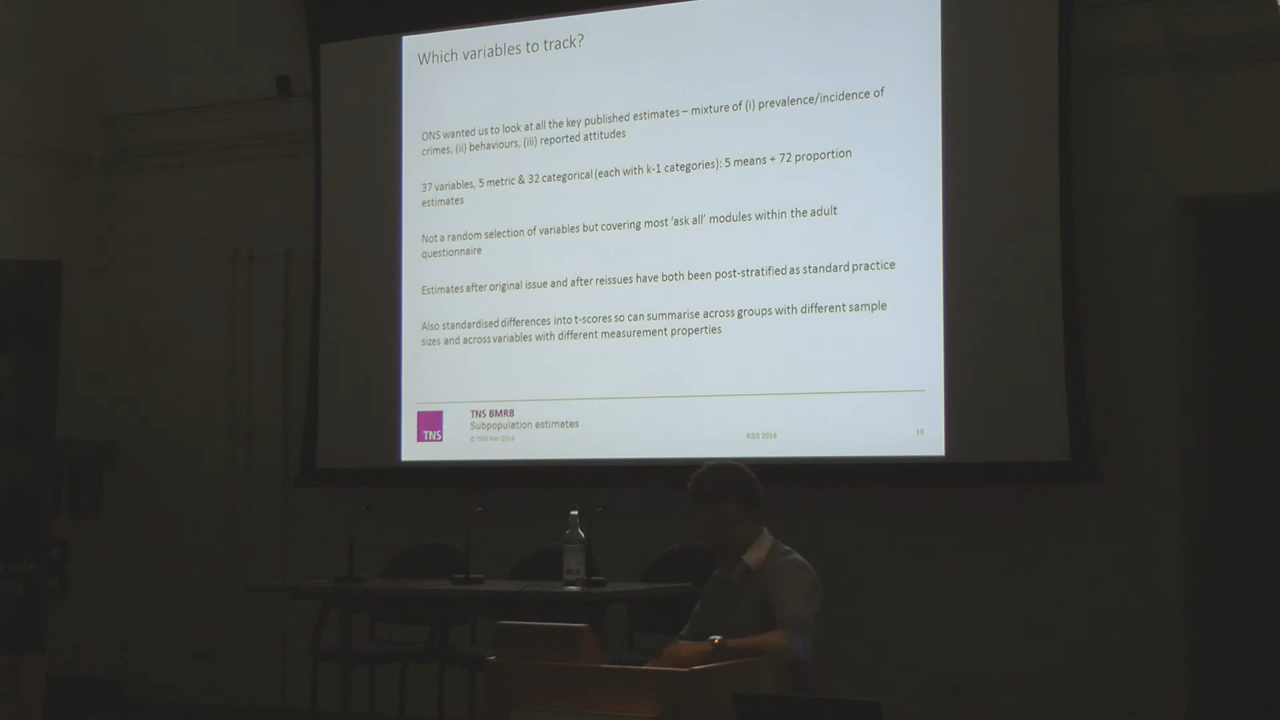 Which variables to track?
ONS wanted us to look at all the key published estimates – mixture of (i) prevalence/incidence of
crimes, (ii) behaviours, (iii) reported attitudes
37 variables, 5 metric & 32 categorical (each with k-1 categories): 5 means + 72 proportion
estimates
Not a random selection of variables but covering most 'ask all' modules within the adult
questionnaire
Estimates after original issue and after reissues have both been post-stratified as standard practice
Also standardised differences into t-scores so can summarise across groups with different sample
sizes and across variables with different measurement properties
TNS
TNS BMRB
Subpopulation estimates
© TNS 2016
RSS 2016